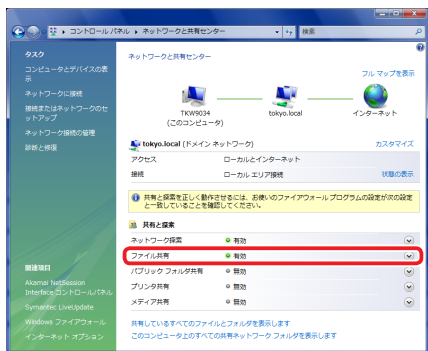 コントロール パネル ▸ ネットワークと共有センター
検索
タスク
コンピュータとデバイスの表
示
ネットワークに接続
接続またはネットワークのセ
ットアップ
ネットワーク接続の管理
診断と修復
関連項目
Akamai NetSession
Interface コントロールパネル
Symantec LiveUpdate
Windows ファイアウォール
インターネット オプション
ネットワークと共有センター
フル マップを表示
TKW9034
(このコンピュータ)
tokyo.local
インターネット
tokyo.local (ドメイン ネットワーク)
カスタマイズ
アクセス
ローカルとインターネット
接続
ローカル エリア接続
状態の表示
共有と探索を正しく動作させるには、お使いのファイアウォール プログラムの設定が次の設定
と一致していることを確認してください。
共有と探索
ネットワーク探索
有効
ファイル共有
有効
パブリック フォルダ共有
無効
プリンタ共有
無効
メディア共有
無効
共有しているすべてのファイルとフォルダを表示します
このコンピュータ上のすべての共有ネットワーク フォルダを表示します